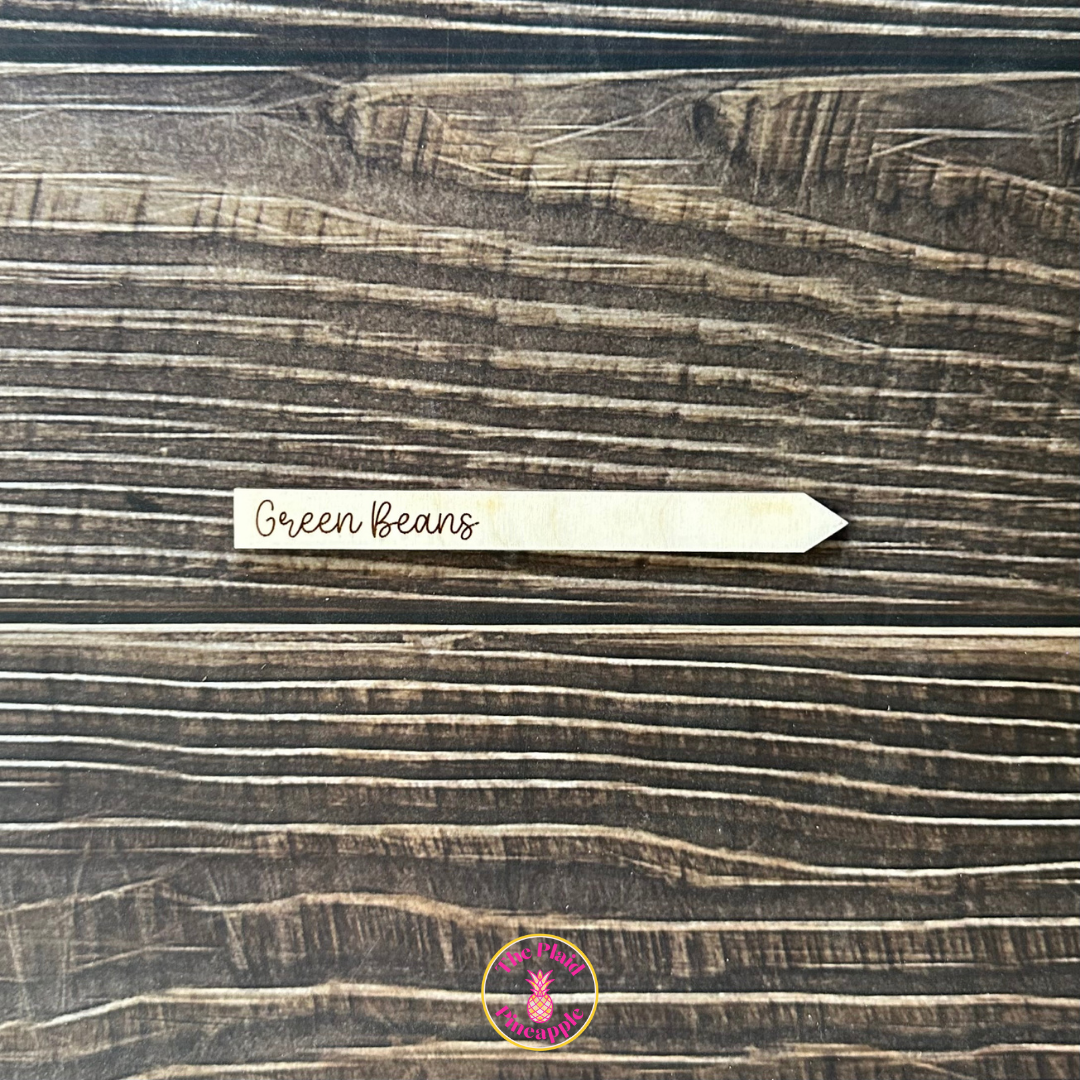 Green Beans
The Plaid
Pineapple